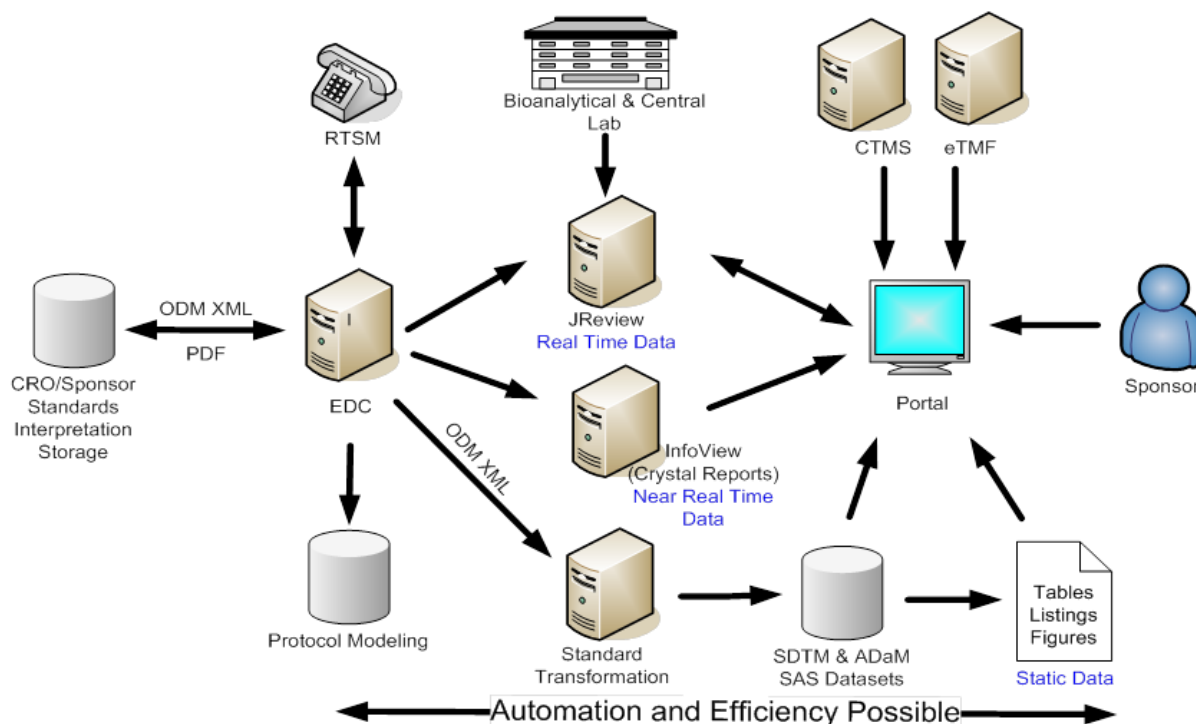 RTSM
Bioanalytical & Central
Lab
CTMS
eTMF
ODM XML
PDF
CRO/Sponsor
Standards
Interpretation
Storage
EDC
JReview
Real Time Data
Portal
Sponsor
InfoView
(Crystal Reports)
Near Real Time
Data
ODM XML
Protocol Modeling
Standard
Transformation
SDTM & ADaM
SAS Datasets
Tables
Listings
Figures
Static Data
Automation and Efficiency Possible